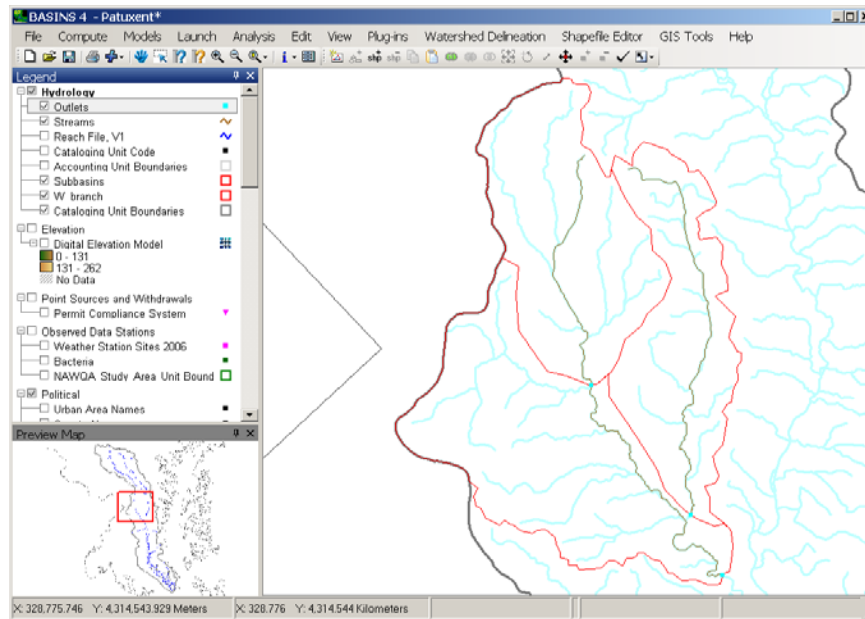 BASINS 4 - Patuxent*
File Compute Models Launch Analysis Edit View Plug-ins Watershed Delineation Shapefile Editor GIS Tools Help
shp shp
Legend
Hydrology
Outlets
Streams
Reach File, V1
Cataloging Unit Code
Accounting Unit Boundaries
Subbasins
W_branch
Cataloging Unit Boundaries
Elevation
Digital Elevation Model
0 - 131
131 - 262
No Data
Point Sources and Withdrawals
Permit Compliance System
Observed Data Stations
Weather Station Sites 2006
Bacteria
NAWQA Study Area Unit Bound
Political
Urban Area Names
Preview Map
X: 328,775.746 Y: 4,314,543.929 Meters X: 328.776 Y: 4,314.544 Kilometers